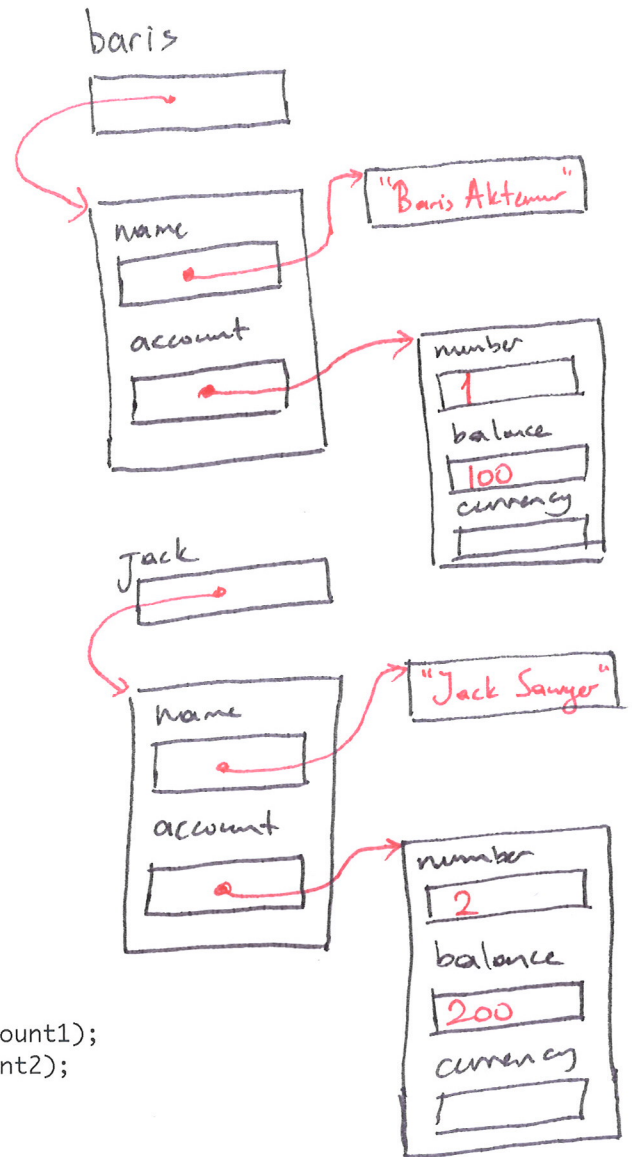 baris
"Baris Aktemur"
name
account
number
1
balance
100
currency
Jack
"Jack Sawyer"
name
account
number
2
balance
200
currency
ount1);
nt2);